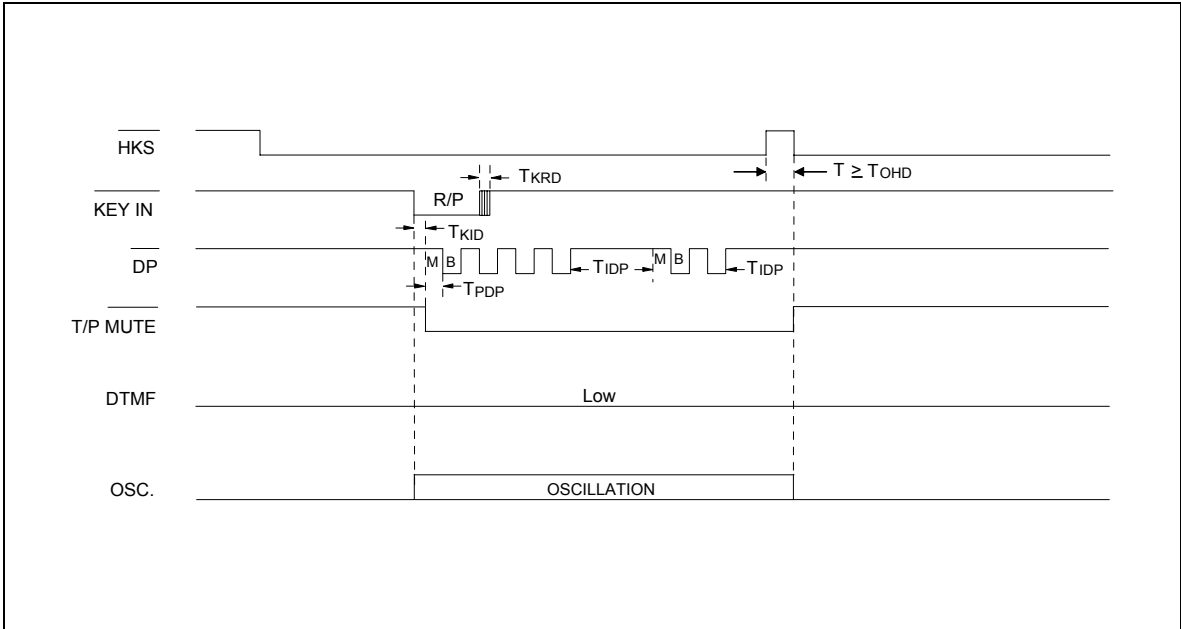 HKS
T ≥ TOHD
TKRD
KEY IN
R/P
TKID
DP
M B
TIDP
M B
TIDP
TPDP
T/P MUTE
DTMF
Low
OSC.
OSCILLATION